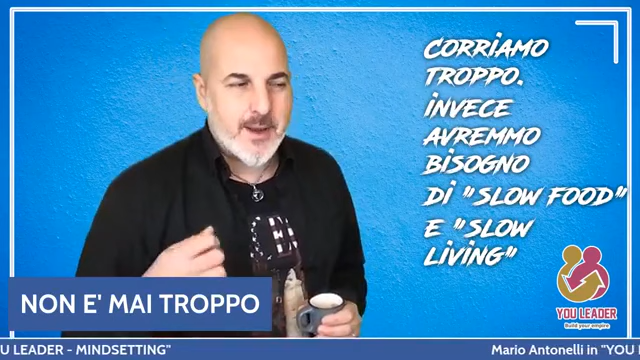 CORRIAMO
TROPPO.
INVECE
AVREMMO
BISOGNO
DI "SLOW FOOD"
E "SLOW
LIVING"
NON E' MAI TROPPO
YOU LEADER
Build your empire
U LEADER - MINDSETTING"
Mario Antonelli in "YOU